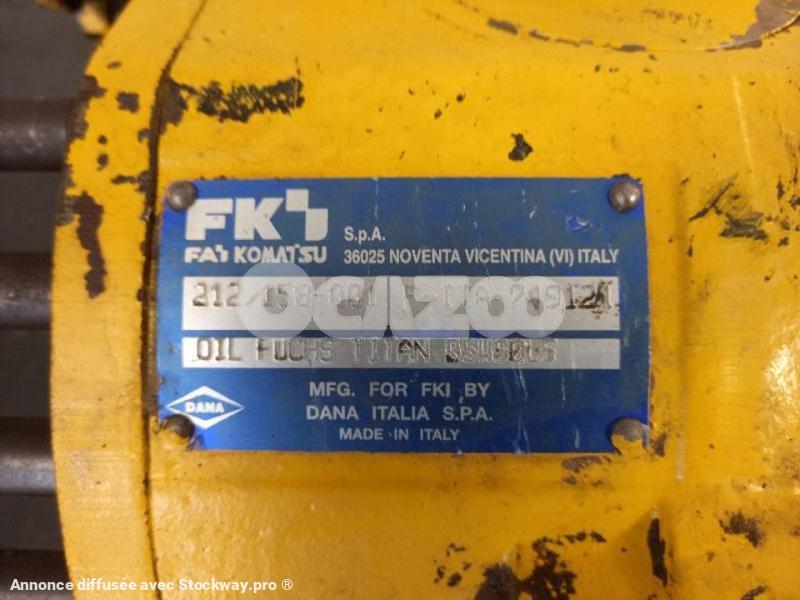 FK
S.p.A.
FAI KOMATSU
36025 NOVENTA VICENTINA (VI) ITALY
OCAZOO
OIL FUCHS TITAN
DANA
MFG. FOR FKI BY
DANA ITALIA S.P.A.
MADE IN ITALY
Annonce diffusée avec Stockway.pro ®